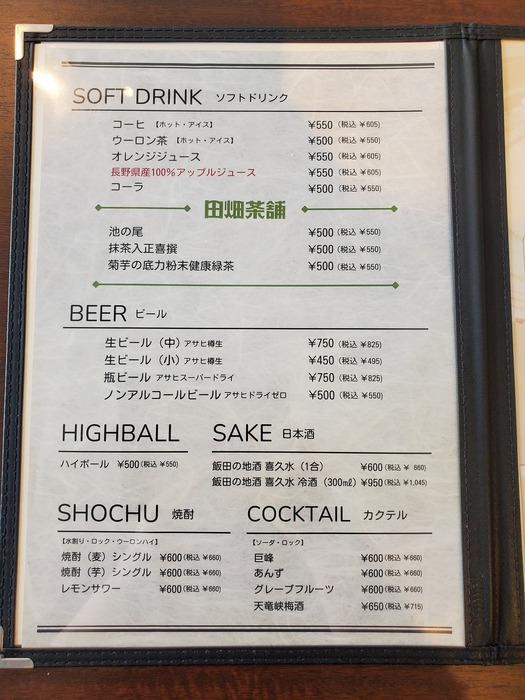 SOFT DRINK ソフトドリンク
コーヒ 【ホット・アイス】 ¥550 (税込 ¥605)
ウーロン茶 【ホット・アイス】 ¥500 (税込 ¥550)
オレンジジュース ¥550 (税込 ¥605)
長野県産100%アップルジュース ¥550 (税込 ¥605)
コーラ ¥500 (税込 ¥550)
田畑茶舗
池の尾 ¥500 (税込 ¥550)
抹茶入正喜撰 ¥500 (税込 ¥550)
菊芋の底力粉末健康緑茶 ¥500 (税込 ¥550)
BEER ビール
生ビール（中）アサヒ樽生 ¥750 (税込 ¥825)
生ビール（小）アサヒ樽生 ¥450 (税込 ¥495)
瓶ビール アサヒスーパードライ ¥750 (税込 ¥825)
ノンアルコールビール アサヒドライゼロ ¥500 (税込 ¥550)
HIGHBALL
ハイボール ¥500(税込 ¥550)
SAKE 日本酒
飯田の地酒 喜久水（1合） ¥600(税込 ¥ 660)
飯田の地酒 喜久水 冷酒（300㎖） ¥950(税込 ¥1,045)
SHOCHU 焼酎
【水割り・ロック・ウーロンハイ】
焼酎（麦）シングル ¥600(税込 ¥660)
焼酎（芋）シングル ¥600(税込 ¥660)
レモンサワー ¥600(税込 ¥660)
COCKTAIL カクテル
【ソーダ・ロック】
巨峰 ¥600(税込 ¥660)
あんず ¥600(税込 ¥660)
グレープフルーツ ¥600(税込 ¥660)
天竜峡梅酒 ¥650(税込 ¥715)